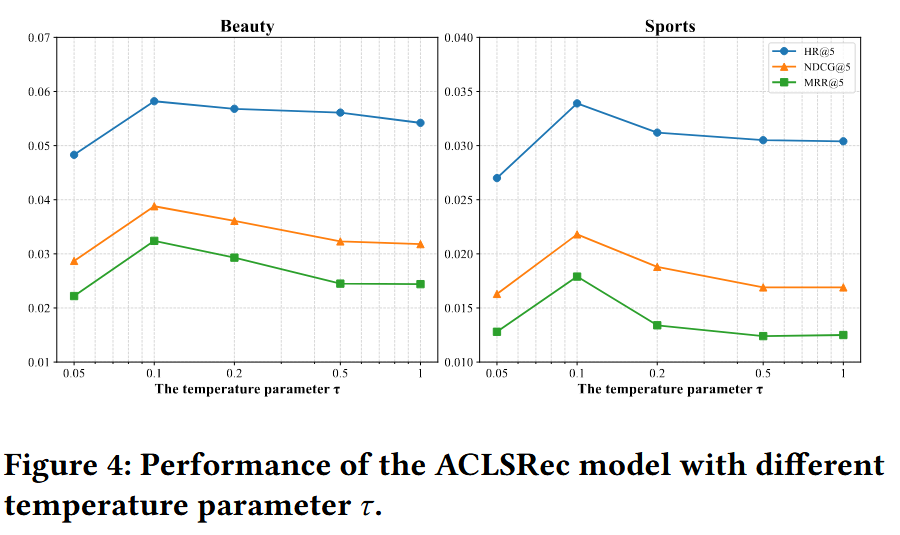 Beauty
0.07
0.06
0.05
0.04
0.03
0.02
0.01
0.05 0.1 0.2 0.5 1
The temperature parameter τ
Sports
HR@5
NDCG@5
MRR@5
0.040
0.035
0.030
0.025
0.020
0.015
0.010
0.05 0.1 0.2 0.5 1
The temperature parameter τ
Figure 4: Performance of the ACLSRec model with different
temperature parameter τ.